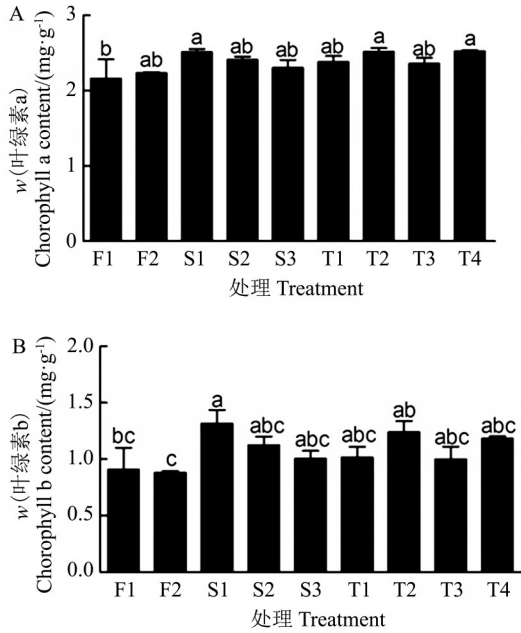 A
w(叶绿素a)
Chorophyll a content/(mg·g-1)
3
2
1
0
b ab a ab ab ab a ab a
F1 F2 S1 S2 S3 T1 T2 T3 T4
处理 Treatment
B
w(叶绿素b)
Chorophyll b content/(mg·g-1)
2.0
1.5
1.0
0.5
0.0
bc c a abc abc abc ab abc abc
F1 F2 S1 S2 S3 T1 T2 T3 T4
处理 Treatment